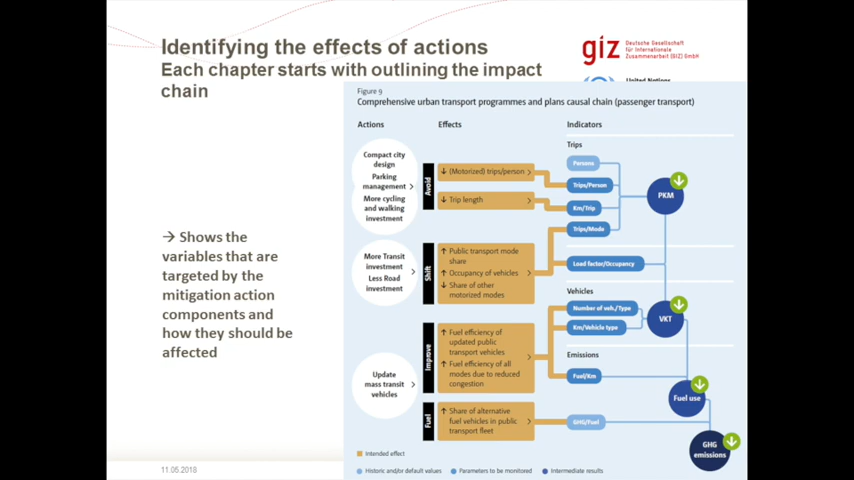 Identifying the effects of actions
Each chapter starts with outlining the impact
chain
giz
Deutsche Gesellschaft
für Internationale
Zusammenarbeit (GIZ) GmbH
United Nations
→ Shows the
variables that are
targeted by the
mitigation action
components and
how they should be
affected
11.05.2018
Figure 9
Comprehensive urban transport programmes and plans causal chain (passenger transport)
Actions
Effects
Indicators
Compact city
design
Parking
management
More cycling
and walking
investment
More Transit
investment
Less Road
investment
Update
mass transit
vehicles
Avoid
↓ (Motorized) trips/person
↓ Trip length
Shift
↑ Public transport mode
share
↑ Occupancy of vehicles
↓ Share of other
motorized modes
Improve
↑ Fuel efficiency of
updated public
transport vehicles
↑ Fuel efficiency of all
modes due to reduced
congestion
Fuel
↑ Share of alternative
fuel vehicles in public
transport fleet
Trips
Persons
Trips/Person
Km/Trip
Trips/Mode
Load factor/Occupancy
PKM
Vehicles
Number of veh./Type
Km/Vehicle type
VKT
Emissions
Fuel/Km
Fuel use
GHG/Fuel
GHG
emissions
Intended effect
Historic and/or default values
Parameters to be monitored
Intermediate results